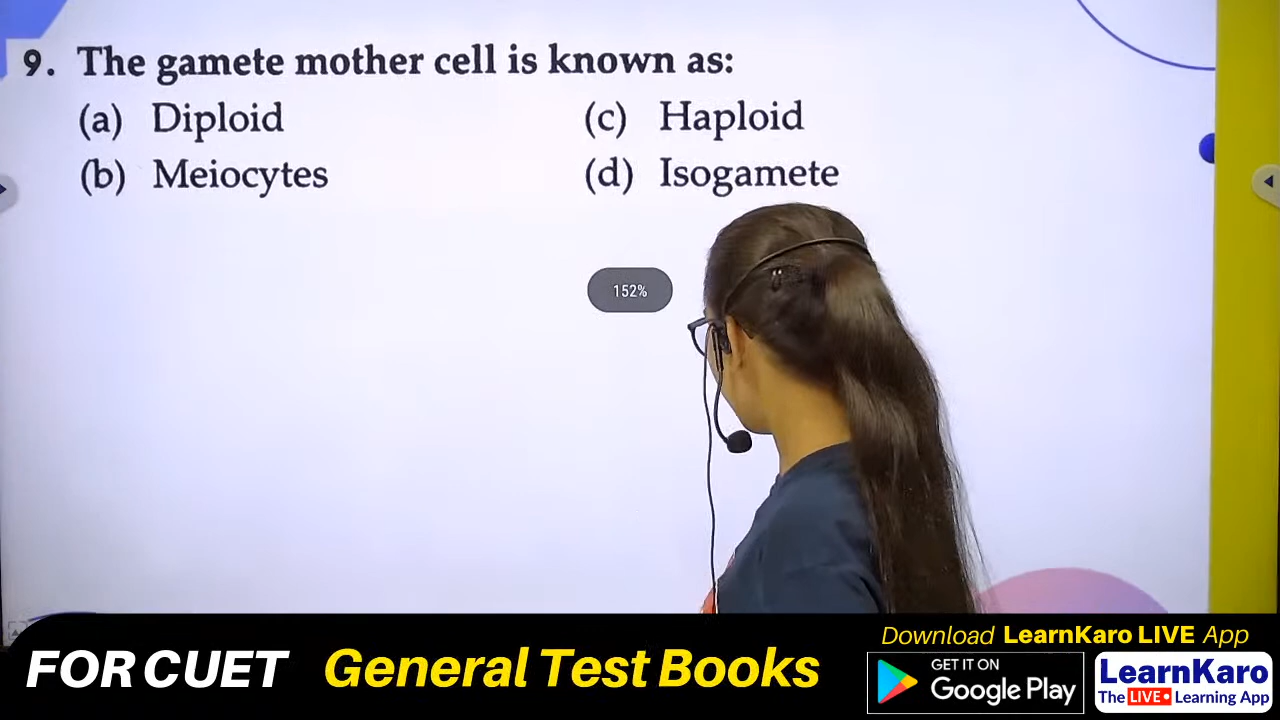 9. The gamete mother cell is known as:
(a) Diploid (c) Haploid
(b) Meiocytes (d) Isogamete
152%
FOR CUET General Test Books
Download LearnKaro LIVE App
GET IT ON
Google Play
LearnKaro
The LIVE Learning App